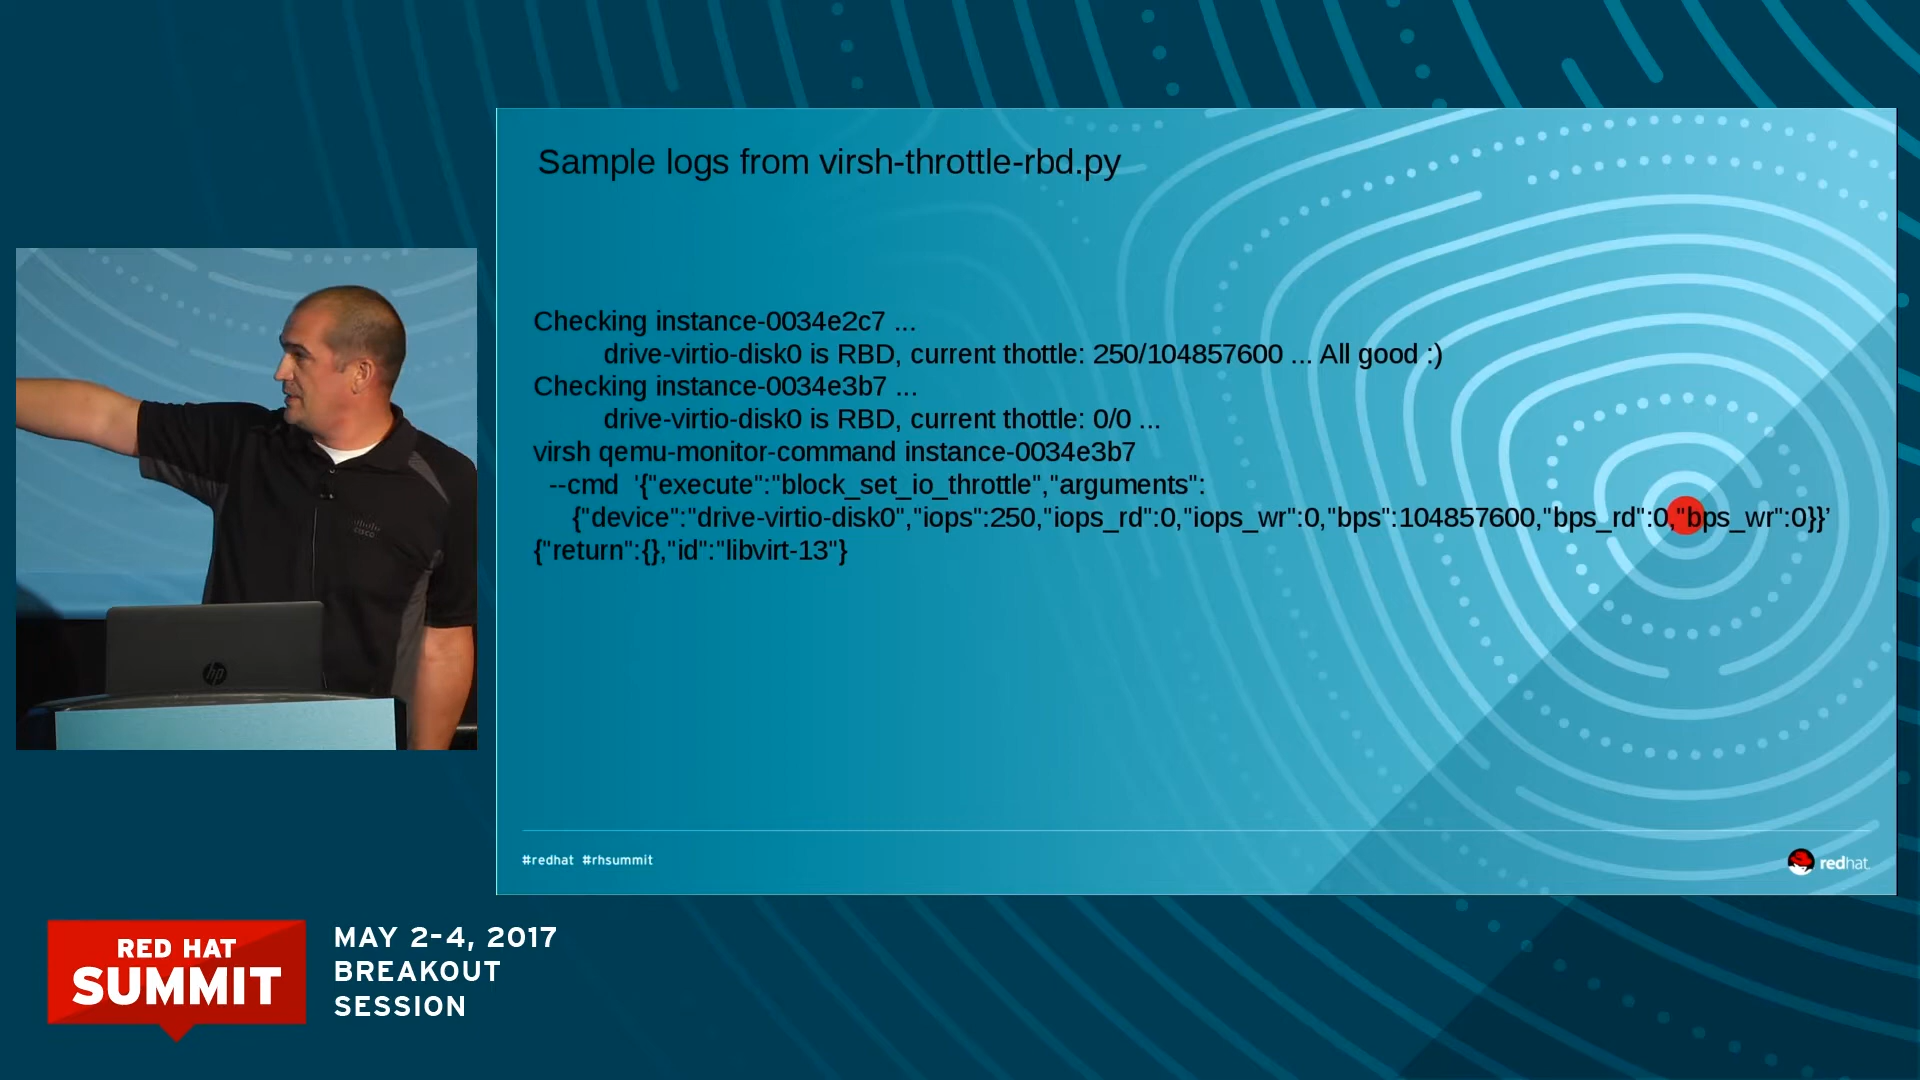 Sample logs from virsh-throttle-rbd.py
Checking instance-0034e2c7 ...
drive-virtio-disk0 is RBD, current thottle: 250/104857600 ... All good :)
Checking instance-0034e3b7 ...
drive-virtio-disk0 is RBD, current thottle: 0/0 ...
virsh qemu-monitor-command instance-0034e3b7
--cmd '{"execute":"block_set_io_throttle","arguments":
{"device":"drive-virtio-disk0","iops":250,"iops_rd":0,"iops_wr":0,"bps":104857600,"bps_rd":0,"bps_wr":0}}’
{"return":{},"id":"libvirt-13"}
#redhat #rhsummit
redhat
hp
CISCO
RED HAT
SUMMIT
MAY 2-4, 2017
BREAKOUT
SESSION